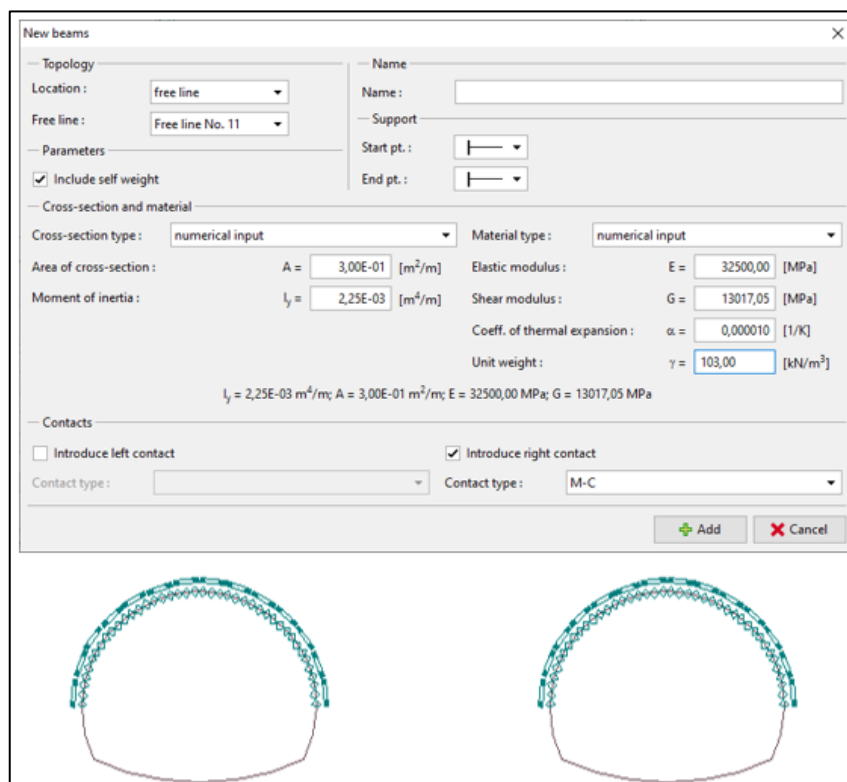 New beams
Topology
Name
Location :
free line
Name :
Free line :
Free line No. 11
Support
Start pt. :
Parameters
Include self weight
End pt. :
Cross-section and material
Cross-section type :
numerical input
Material type :
numerical input
Area of cross-section :
A =
3,00E-01
[m²/m]
Elastic modulus :
E =
32500,00
[MPa]
Moment of inertia :
Iy =
2,25E-03
[m⁴/m]
Shear modulus :
G =
13017,05
[MPa]
Coeff. of thermal expansion :
α =
0,000010
[1/K]
Unit weight :
γ =
103,00
[kN/m³]
Iy = 2,25E-03 m⁴/m; A = 3,00E-01 m²/m; E = 32500,00 MPa; G = 13017,05 MPa
Contacts
Introduce left contact
Introduce right contact
Contact type :
Contact type :
M-C
Add
Cancel